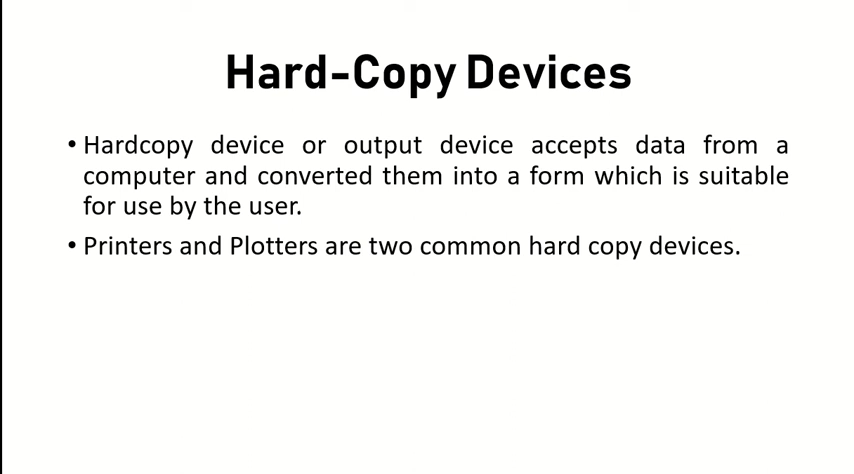 Hard-Copy Devices
• Hardcopy device or output device accepts data from a
computer and converted them into a form which is suitable
for use by the user.
• Printers and Plotters are two common hard copy devices.